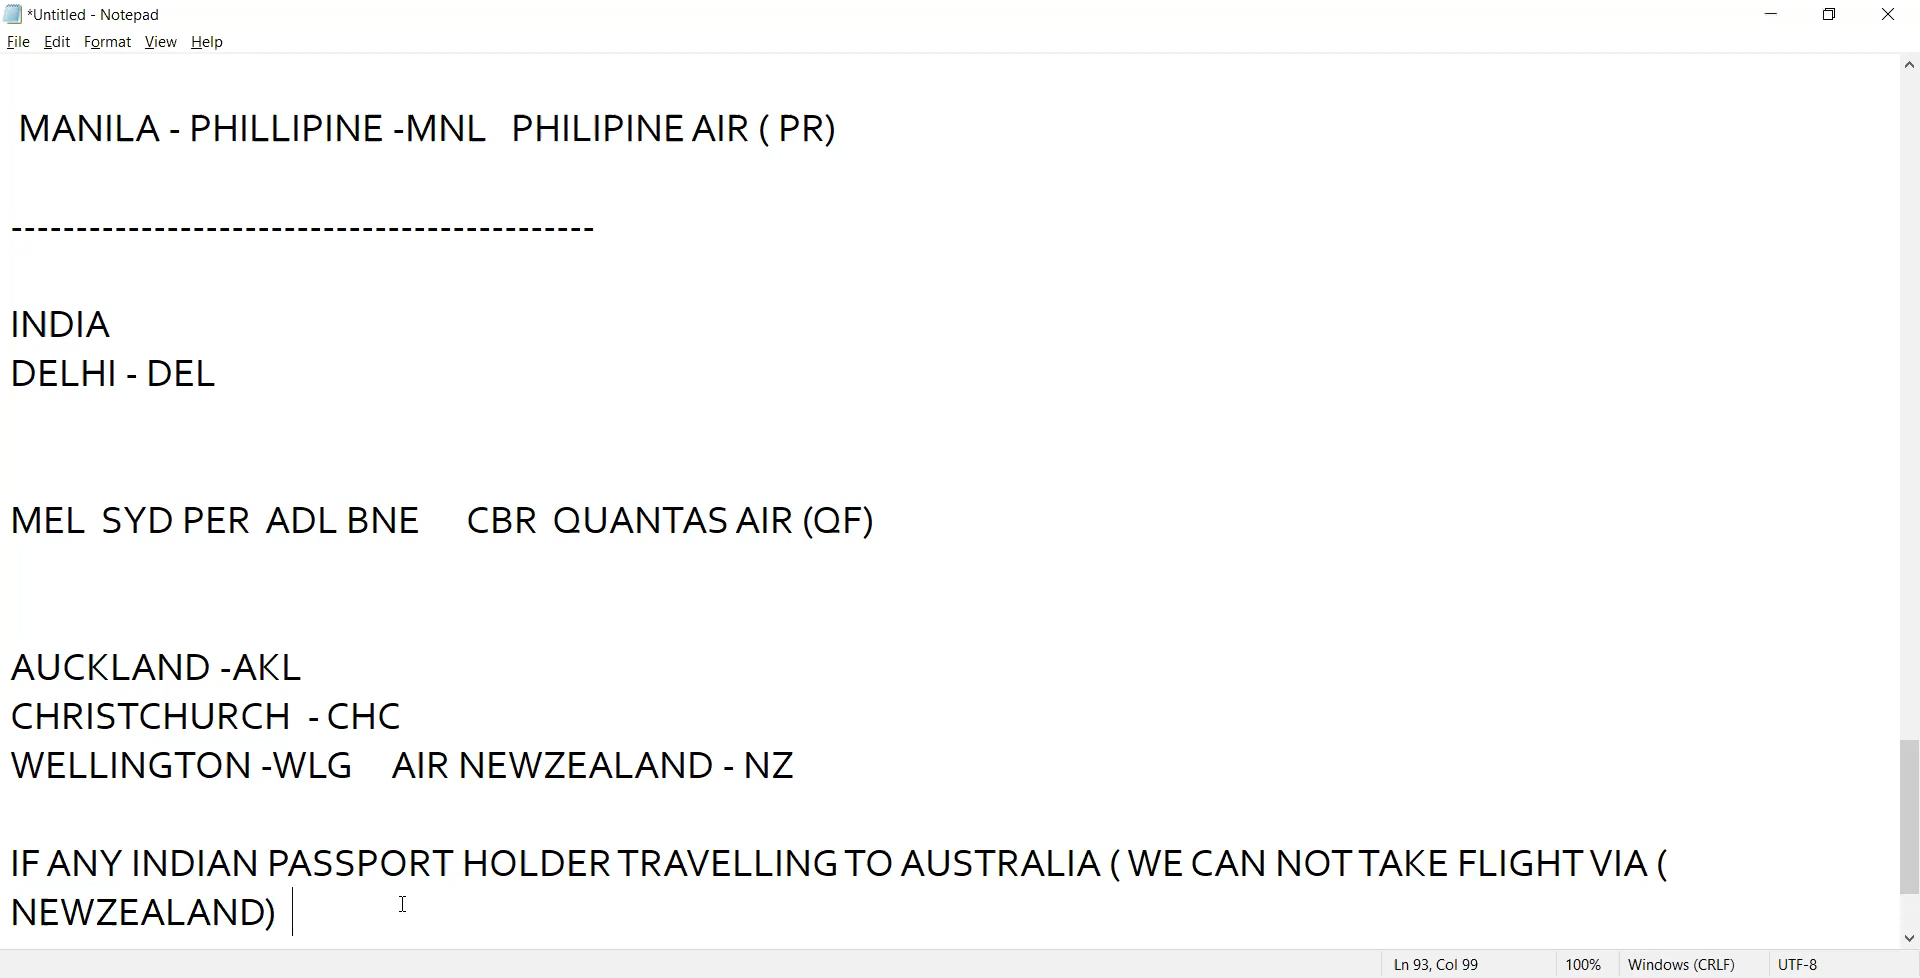 *Untitled - Notepad
File Edit Format View Help
MANILA - PHILLIPINE -MNL PHILIPINE AIR ( PR)
---------------------------------------------
INDIA
DELHI - DEL
MEL SYD PER ADL BNE CBR QUANTAS AIR (QF)
AUCKLAND -AKL
CHRISTCHURCH - CHC
WELLINGTON -WLG AIR NEWZEALAND - NZ
IF ANY INDIAN PASSPORT HOLDER TRAVELLING TO AUSTRALIA ( WE CAN NOT TAKE FLIGHT VIA (
NEWZEALAND)
Ln 93, Col 99 100% Windows (CRLF) UTF-8